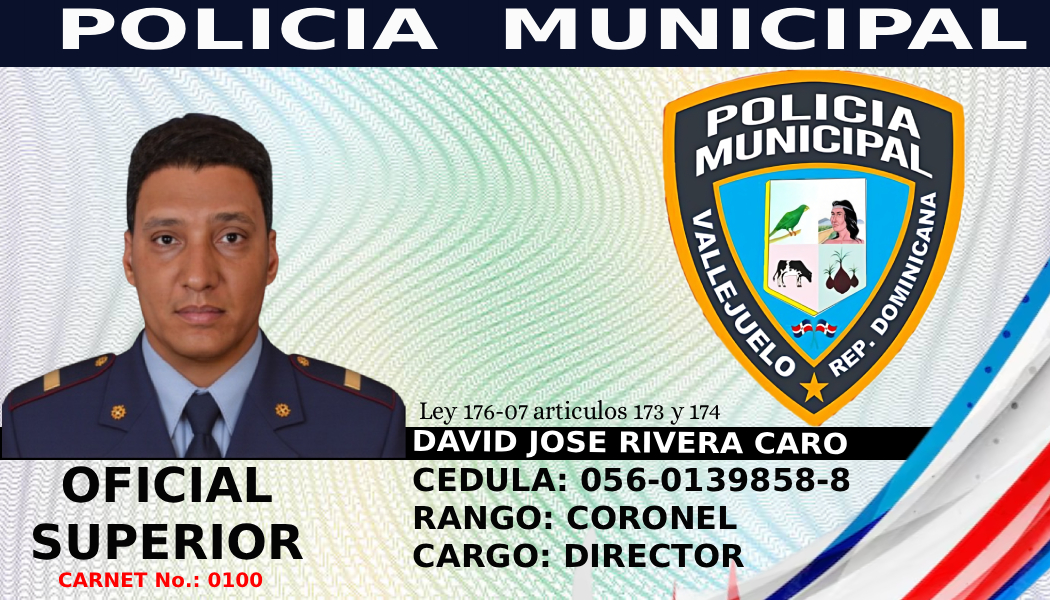 POLICIA MUNICIPAL
POLICIA
MUNICIPAL
VALLEJUELO
REP. DOMINICANA
Ley 176-07 articulos 173 y 174
DAVID JOSE RIVERA CARO
CEDULA: 056-0139858-8
RANGO: CORONEL
CARGO: DIRECTOR
OFICIAL
SUPERIOR
CARNET No.: 0100